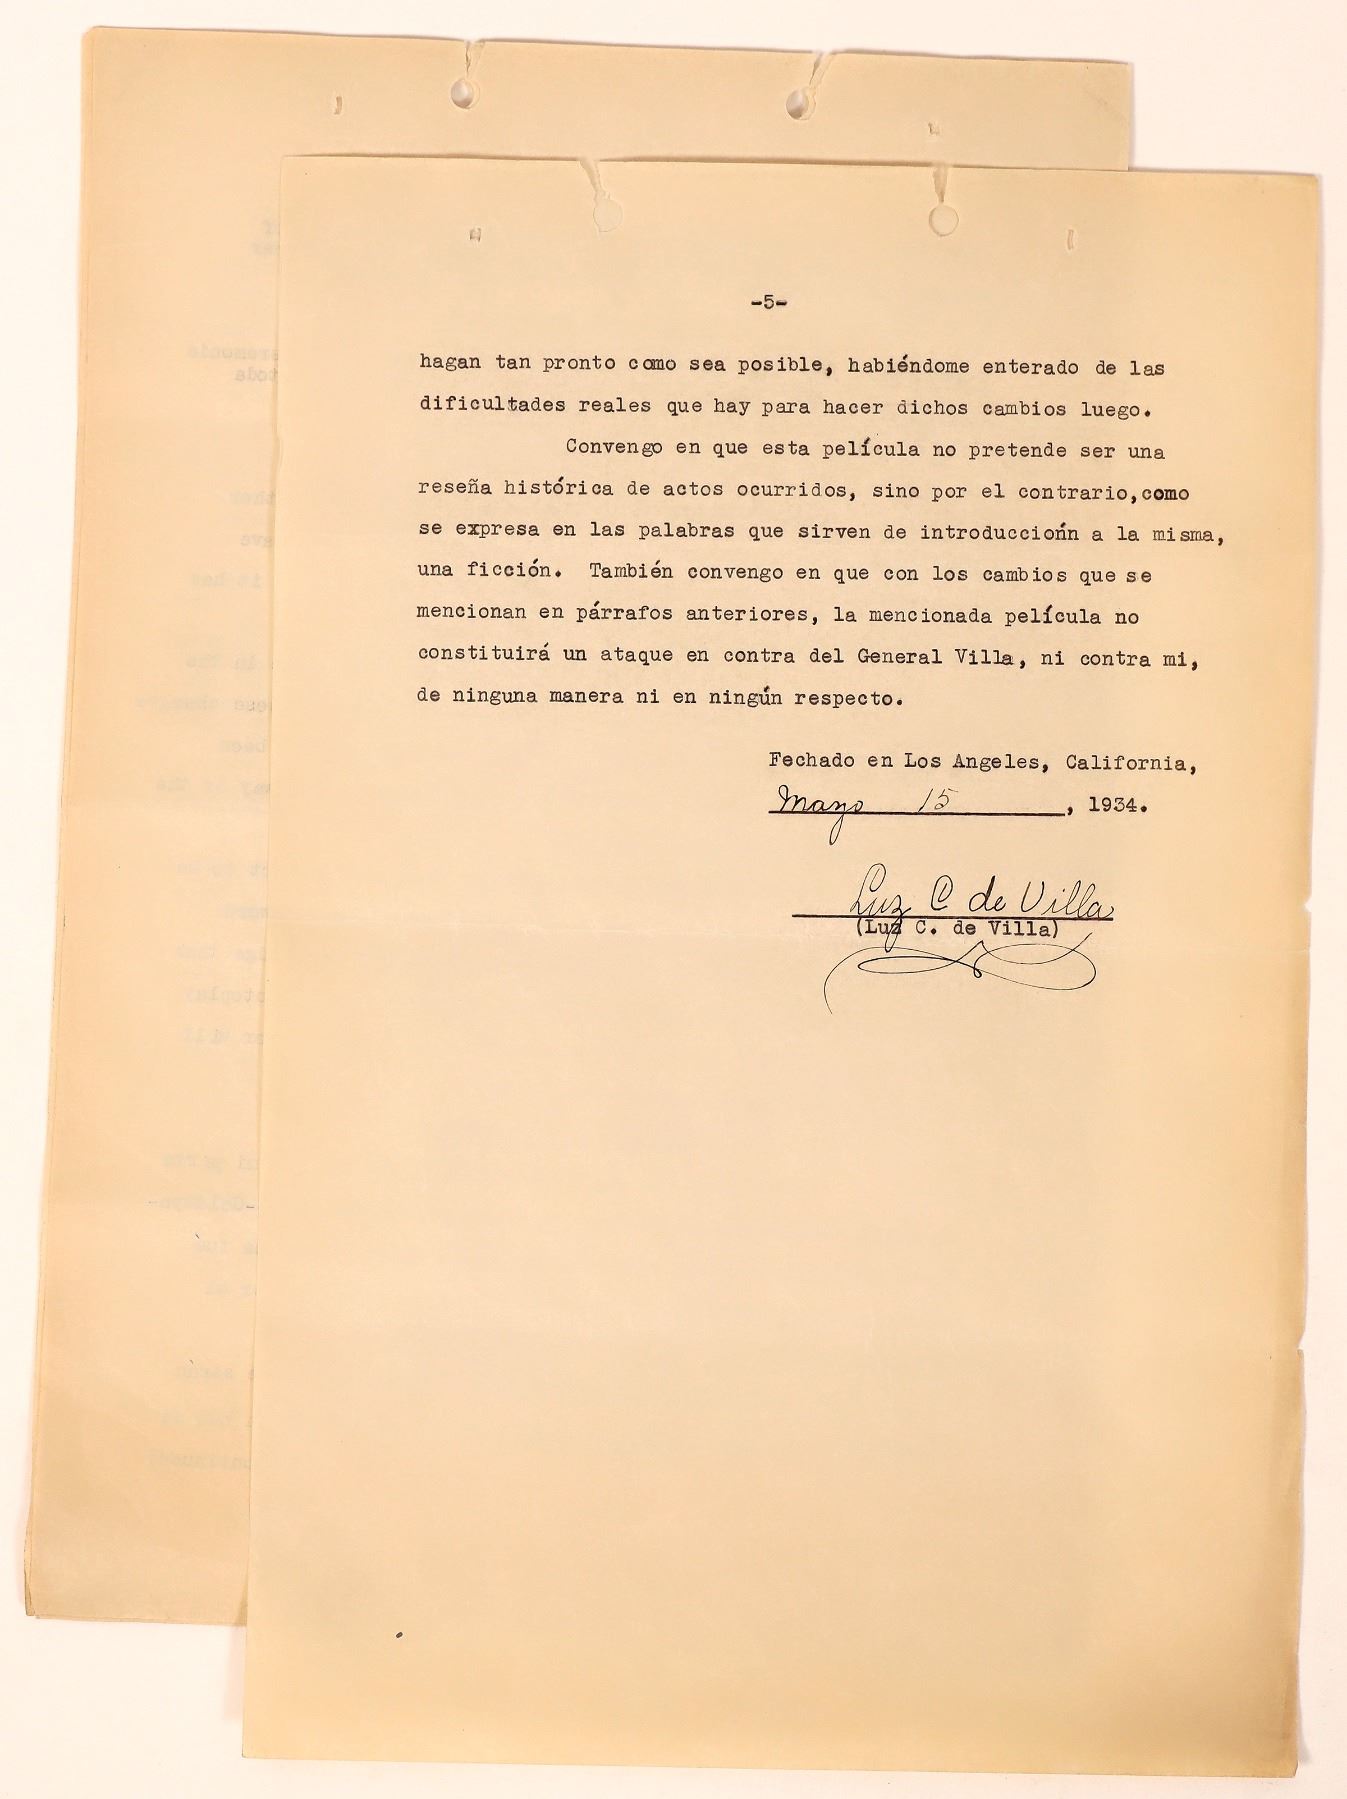 -5-
hagan tan pronto como sea posible, habiéndome enterado de las
dificultades reales que hay para hacer dichos cambios luego.
Convengo en que esta película no pretende ser una
reseña histórica de actos ocurridos, sino por el contrario, como
se expresa en las palabras que sirven de introducciońn a la misma,
una ficción. También convengo en que con los cambios que se
mencionan en párrafos anteriores, la mencionada película no
constituirá un ataque en contra del General Villa, ni contra mi,
de ninguna manera ni en ningún respecto.
Fechado en Los Angeles, California,
Mayo 15, 1934.
Luz C de Villa
(Luz C. de Villa)